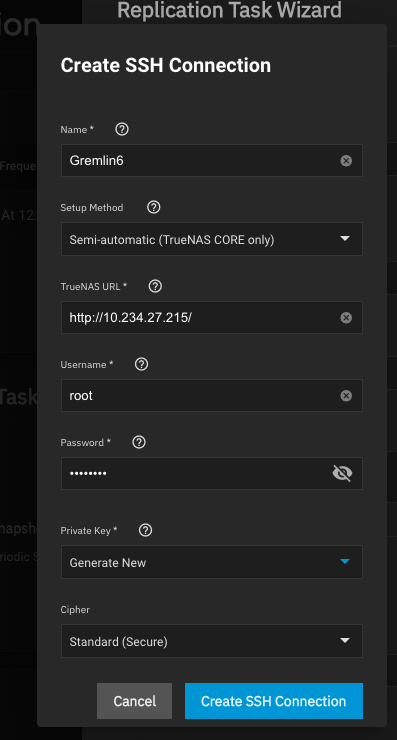 Replication Task Wizard
ion
Create SSH Connection
Name *
Gremlin6
Freque
Setup Method
At 12:
Semi-automatic (TrueNAS CORE only)
TrueNAS URL *
http://10.234.27.215/
Username *
root
Task
Password *
••••••••
napsh
Private Key *
riodic S
Generate New
Cipher
Standard (Secure)
Cancel
Create SSH Connection